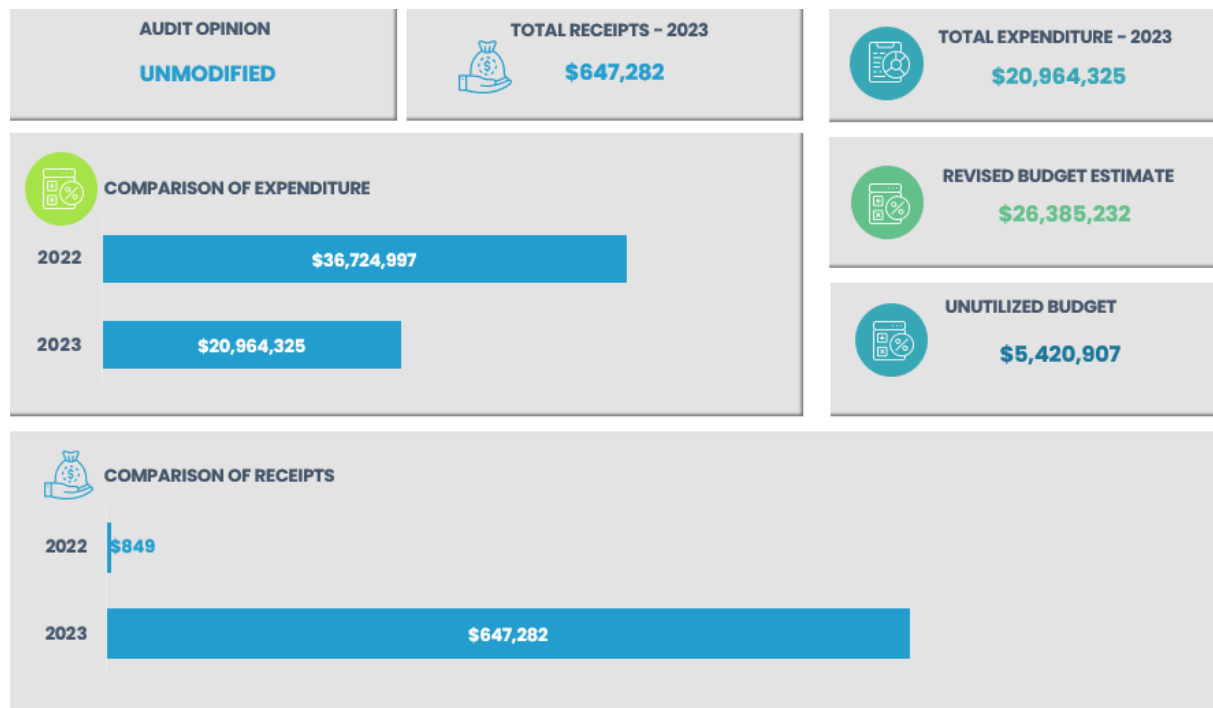 AUDIT OPINION
UNMODIFIED
TOTAL RECEIPTS - 2023
$647,282
TOTAL EXPENDITURE - 2023
$20,964,325
COMPARISON OF EXPENDITURE
2022
$36,724,997
2023
$20,964,325
REVISED BUDGET ESTIMATE
$26,385,232
UNUTILIZED BUDGET
$5,420,907
COMPARISON OF RECEIPTS
2022
$849
2023
$647,282